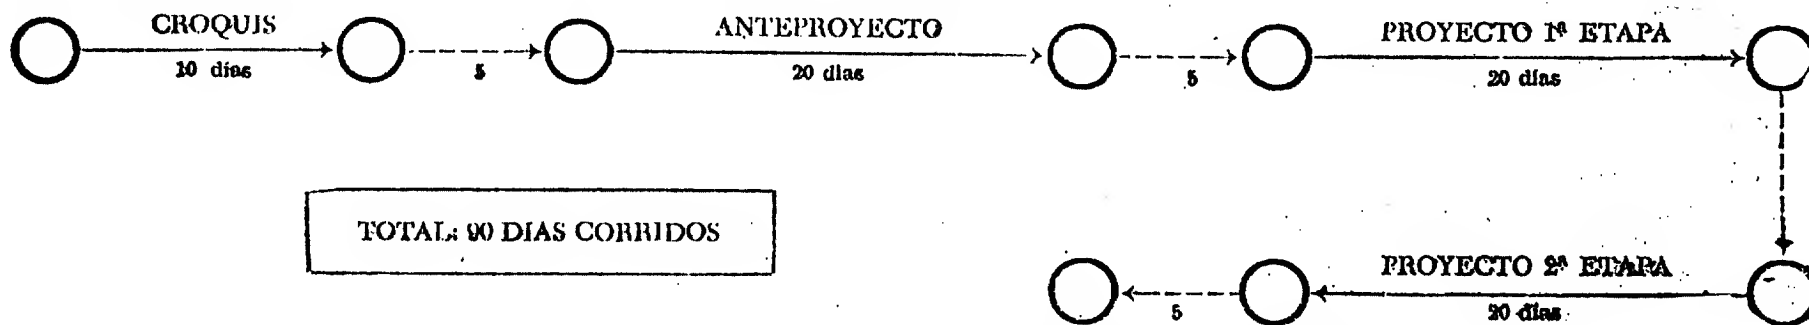 CROQUIS
10 días
5
ANTEPROYECTO
20 dias
5
PROYECTO 1ª ETAPA
20 días
TOTAL: 90 DIAS CORRIDOS
PROYECTO 2ª ETAPA
20 días
5